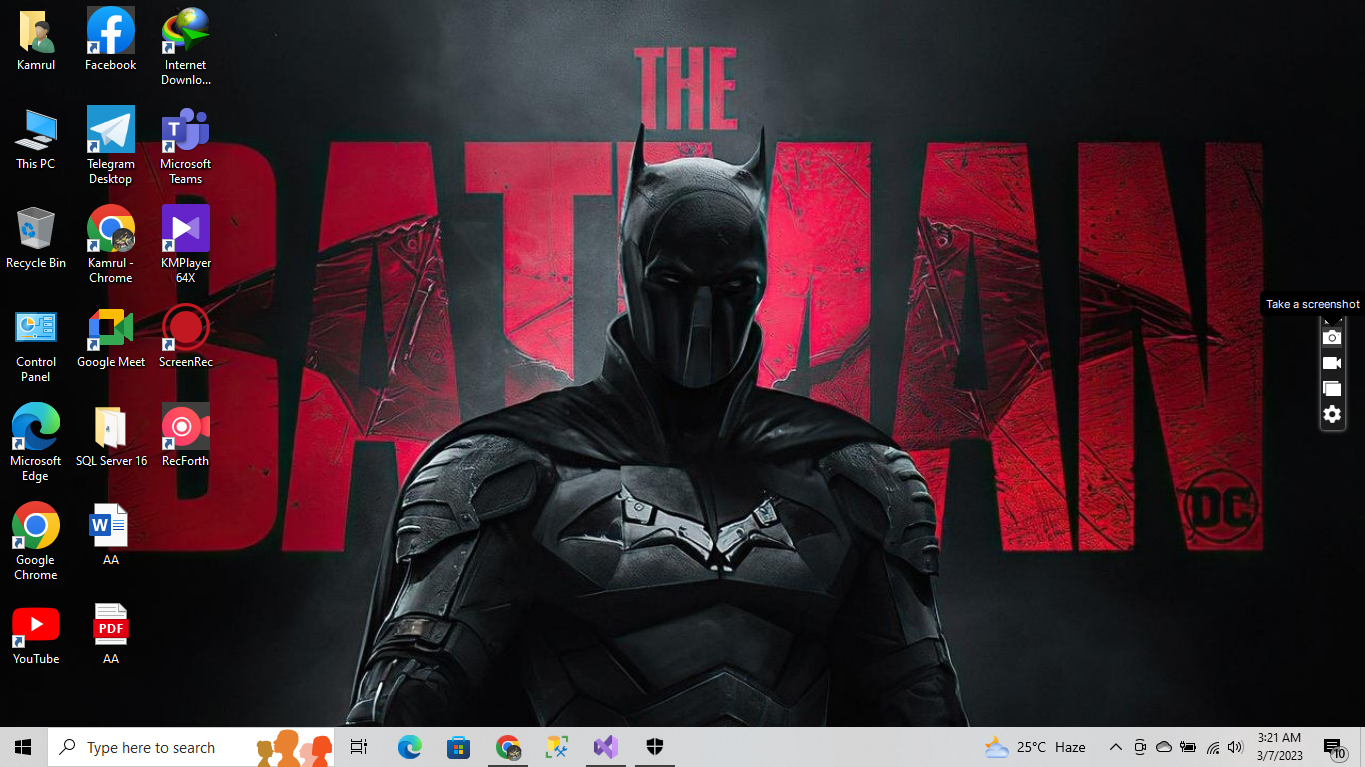 Kamrul
Facebook
Internet
Downlo...
This PC
Telegram
Desktop
Microsoft
Teams
Recycle Bin
Kamrul -
Chrome
KMPlayer
64X
Control
Panel
Google Meet
ScreenRec
Microsoft
Edge
SQL Server 16
RecForth
Google
Chrome
W
AA
YouTube
PDF
AA
T
THE
BATMAN
DC
Take a screenshot
Type here to search
25°C Haze
3:21 AM
3/7/2023
10